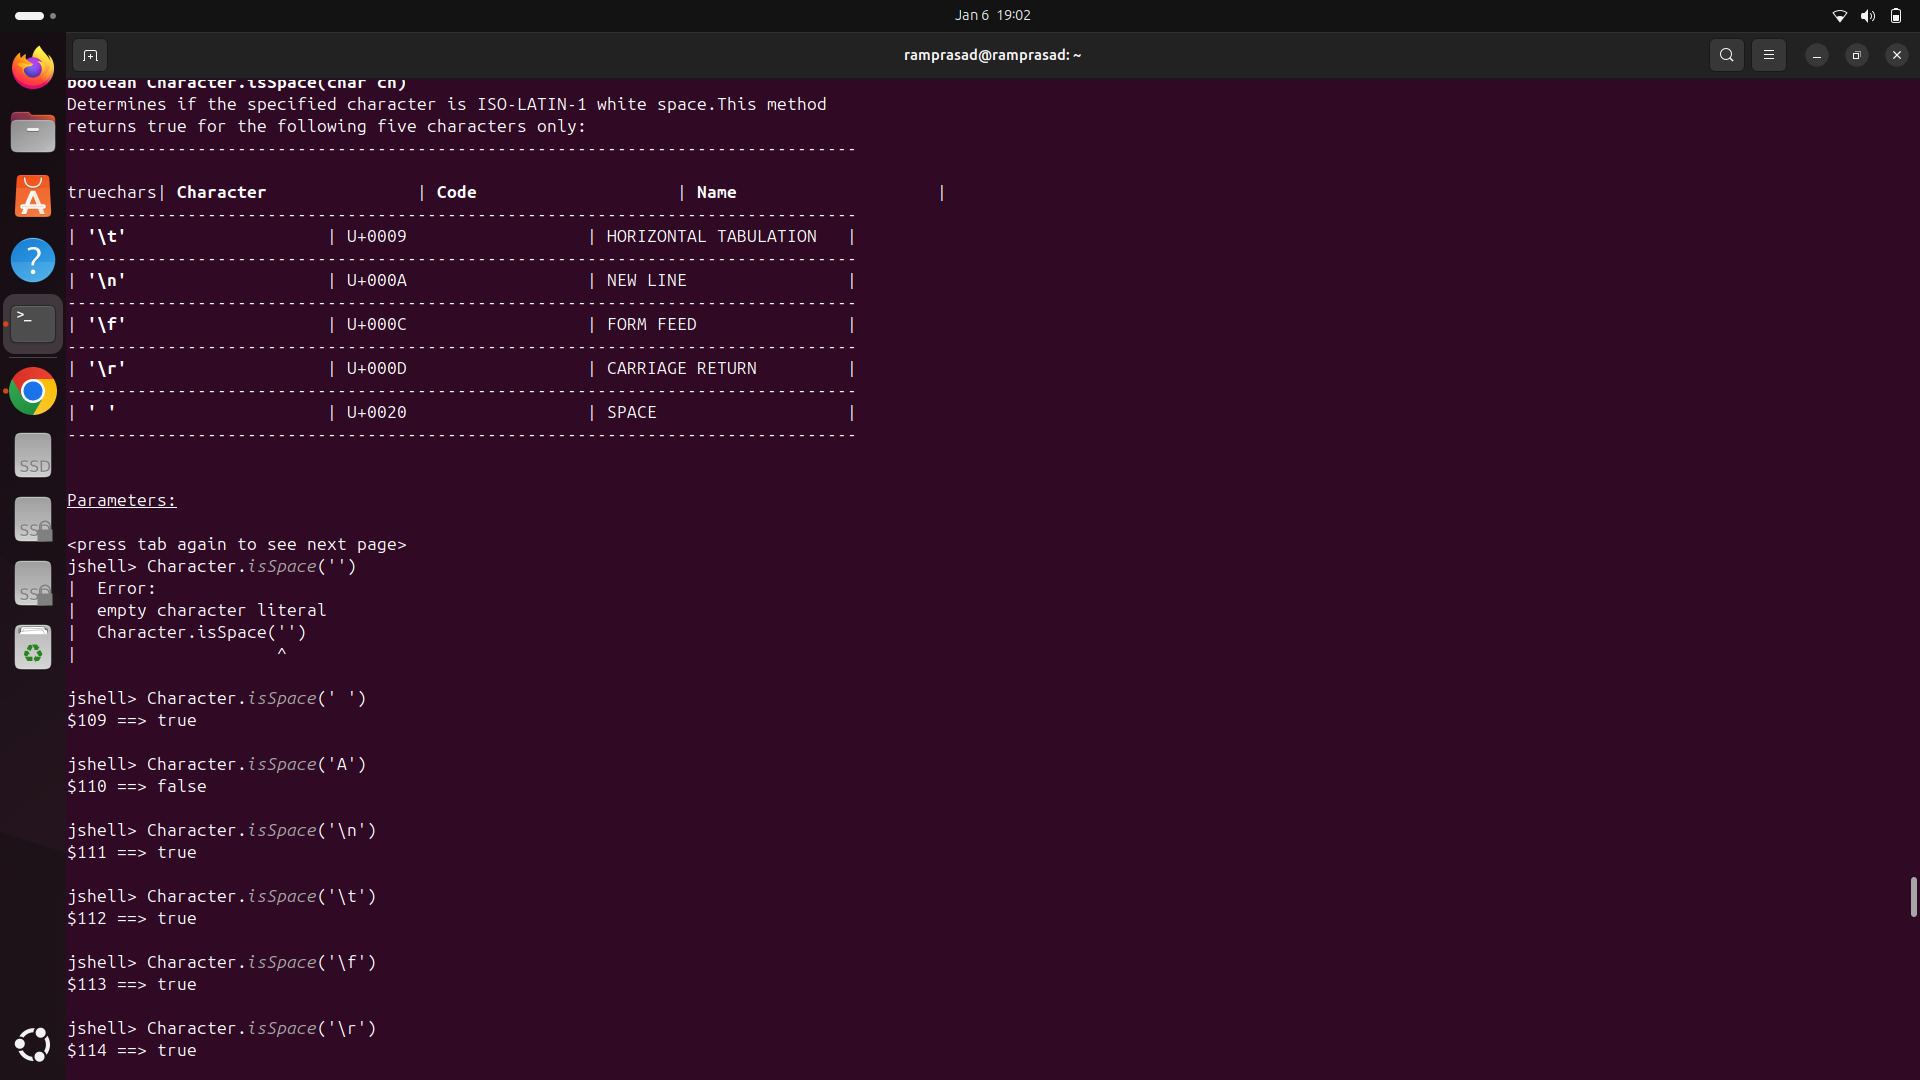 Jan 6 19:02
ramprasad@ramprasad: ~
boolean Character.isSpace(char ch)
Determines if the specified character is ISO-LATIN-1 white space.This method
returns true for the following five characters only:
-------------------------------------------------------------------------------
truechars| Character               | Code                    | Name                    |
-------------------------------------------------------------------------------
| '\t'                    | U+0009                  | HORIZONTAL TABULATION   |
-------------------------------------------------------------------------------
| '\n'                    | U+000A                  | NEW LINE                |
-------------------------------------------------------------------------------
| '\f'                    | U+000C                  | FORM FEED               |
-------------------------------------------------------------------------------
| '\r'                    | U+000D                  | CARRIAGE RETURN         |
-------------------------------------------------------------------------------
| ' '                     | U+0020                  | SPACE                   |
-------------------------------------------------------------------------------
Parameters:
<press tab again to see next page>
jshell> Character.isSpace('')
|  Error:
|  empty character literal
|  Character.isSpace('')
|                    ^
jshell> Character.isSpace(' ')
$109 ==> true
jshell> Character.isSpace('A')
$110 ==> false
jshell> Character.isSpace('\n')
$111 ==> true
jshell> Character.isSpace('\t')
$112 ==> true
jshell> Character.isSpace('\f')
$113 ==> true
jshell> Character.isSpace('\r')
$114 ==> true
SSD
SSD
SSD